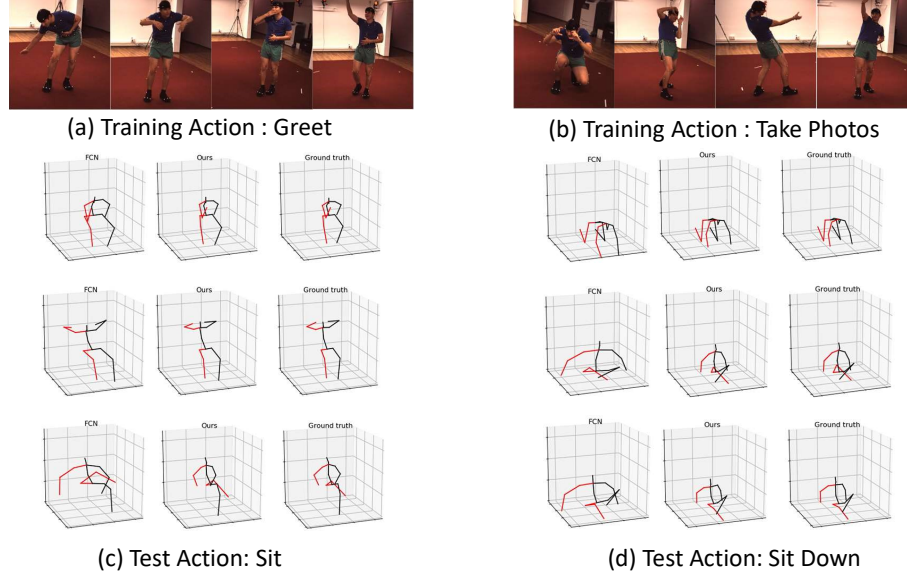 (a) Training Action : Greet
(b) Training Action : Take Photos
FCN Ours Ground truth
FCN Ours Ground truth
FCN Ours Ground truth
FCN Ours Ground truth
FCN Ours Ground truth
FCN Ours Ground truth
(c) Test Action: Sit
(d) Test Action: Sit Down